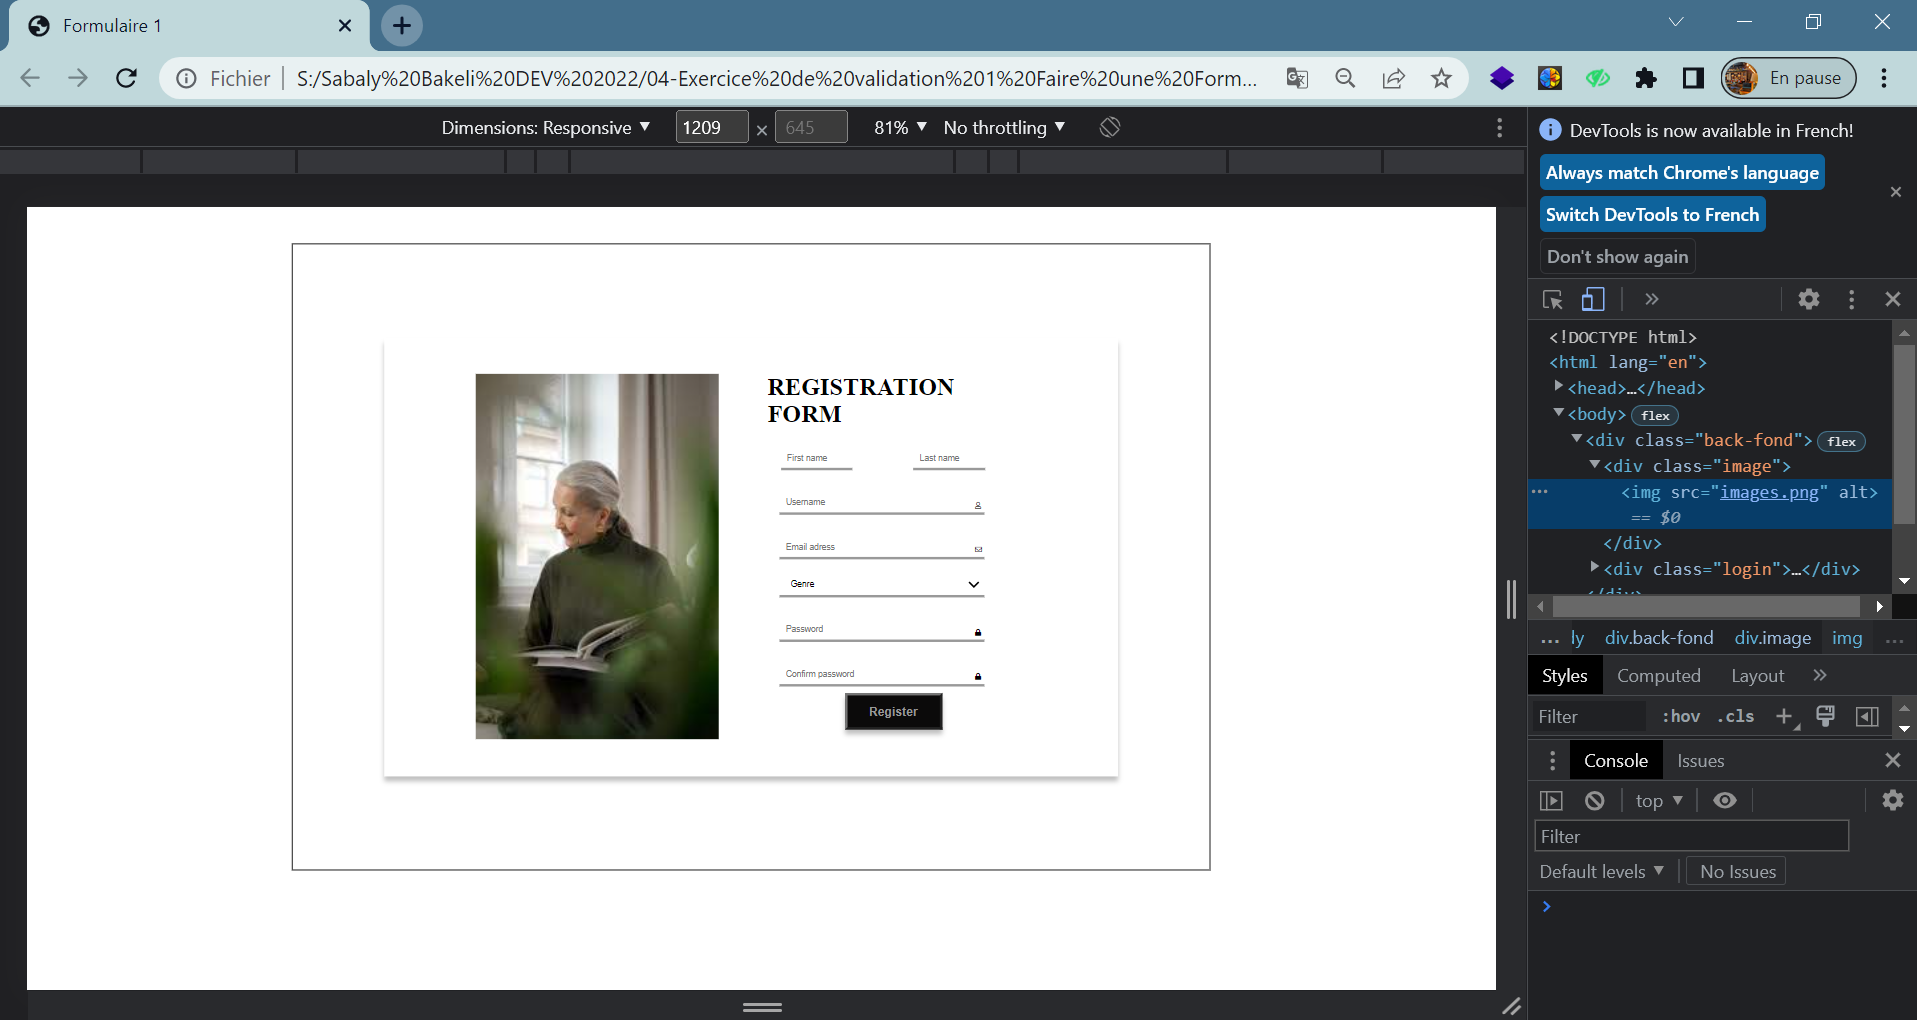 Formulaire 1
Fichier
S:/Sabaly%20Bakeli%20DEV%202022/04-Exercice%20de%20validation%201%20Faire%20une%20Form...
En pause
Dimensions: Responsive
1209
×
645
81%
No throttling
DevTools is now available in French!
Always match Chrome's language
Switch DevTools to French
Don't show again
REGISTRATION
FORM
First name
Last name
Username
Email adress
Genre
Password
Confirm password
Register
<!DOCTYPE html>
<html lang="en">
<head>…</head>
<body> flex
<div class="back-fond"> flex
<div class="image">
<img src="images.png" alt>
== $0
</div>
<div class="login">…</div>
</div>
... dy div.back-fond div.image img ...
Styles Computed Layout
Filter :hov .cls
Console Issues
top
Filter
Default levels No Issues